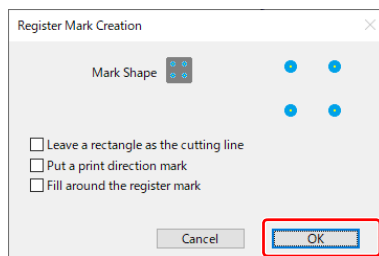 Register Mark Creation
Mark Shape
Leave a rectangle as the cutting line
Put a print direction mark
Fill around the register mark
Cancel
OK